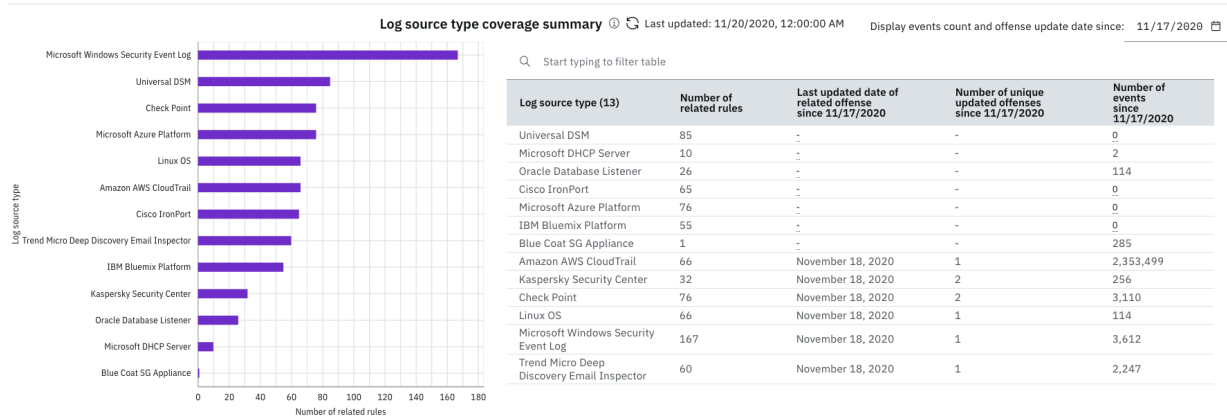 Log source type coverage summary Last updated: 11/20/2020, 12:00:00 AM Display events count and offense update date since: 11/17/2020
Log source type
Microsoft Windows Security Event Log
Universal DSM
Check Point
Microsoft Azure Platform
Linux OS
Amazon AWS CloudTrail
Cisco IronPort
Trend Micro Deep Discovery Email Inspector
IBM Bluemix Platform
Kaspersky Security Center
Oracle Database Listener
Microsoft DHCP Server
Blue Coat SG Appliance
0 20 40 60 80 100 120 140 160 180
Number of related rules
Start typing to filter table
Log source type (13)
Number of
related rules
Last updated date of
related offense
since 11/17/2020
Number of unique
updated offenses
since 11/17/2020
Number of
events
since
11/17/2020
Universal DSM 85 - - 0
Microsoft DHCP Server 10 - - 2
Oracle Database Listener 26 - - 114
Cisco IronPort 65 - - 0
Microsoft Azure Platform 76 - - 0
IBM Bluemix Platform 55 - - 0
Blue Coat SG Appliance 1 - - 285
Amazon AWS CloudTrail 66 November 18, 2020 1 2,353,499
Kaspersky Security Center 32 November 18, 2020 2 256
Check Point 76 November 18, 2020 2 3,110
Linux OS 66 November 18, 2020 1 114
Microsoft Windows Security
Event Log
167 November 18, 2020 1 3,612
Trend Micro Deep
Discovery Email Inspector
60 November 18, 2020 1 2,247